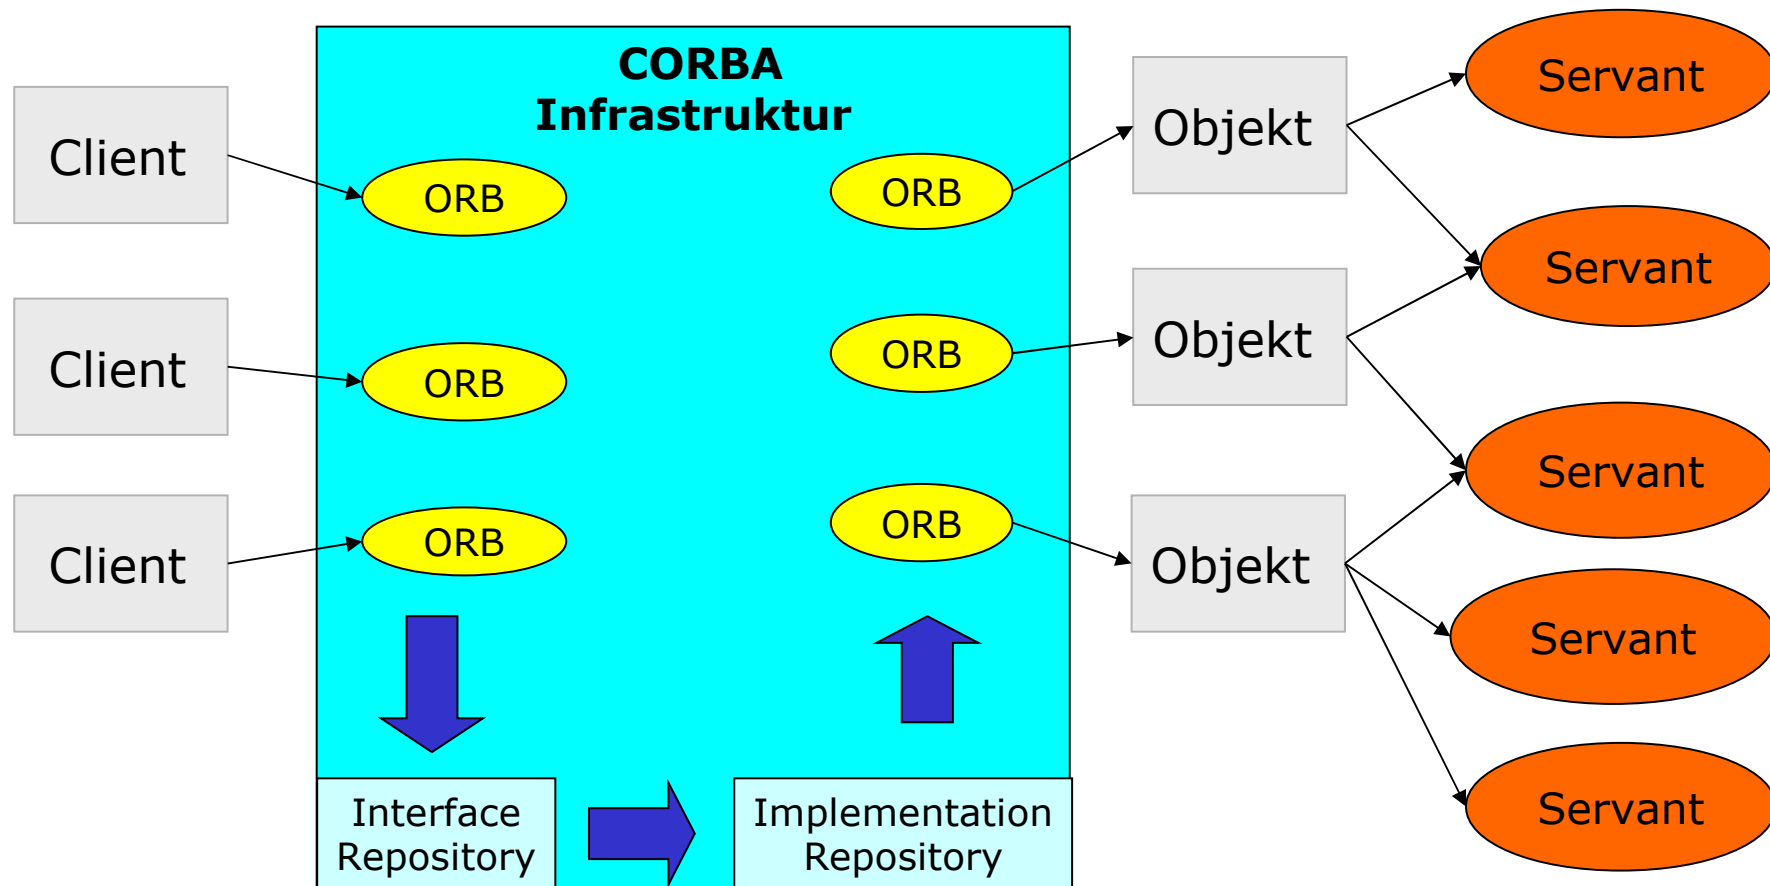 CORBA
Infrastruktur
Client
Client
Client
ORB
ORB
ORB
ORB
ORB
ORB
Objekt
Objekt
Objekt
Servant
Servant
Servant
Servant
Servant
Interface
Repository
Implementation
Repository